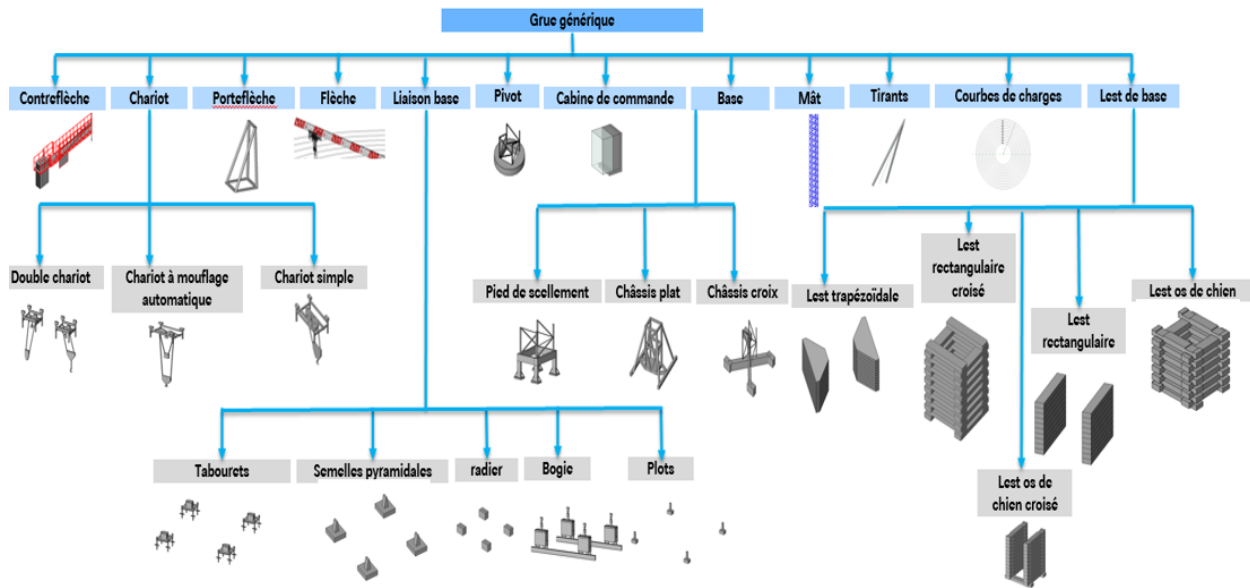 Grue générique
Contreflèche
Chariot
Porteflèche
Flèche
Liaison base
Pivot
Cabine de commande
Base
Mât
Tirants
Courbes de charges
Lest de base
Double chariot
Chariot à mouflage
automatique
Chariot simple
Pied de scellement
Châssis plat
Châssis croix
Lest trapézoïdale
Lest
rectangulaire
croisé
Lest
rectangulaire
Lest os de chien
Tabourets
Semelles pyramidales
radier
Bogie
Plots
Lest os de
chien croisé